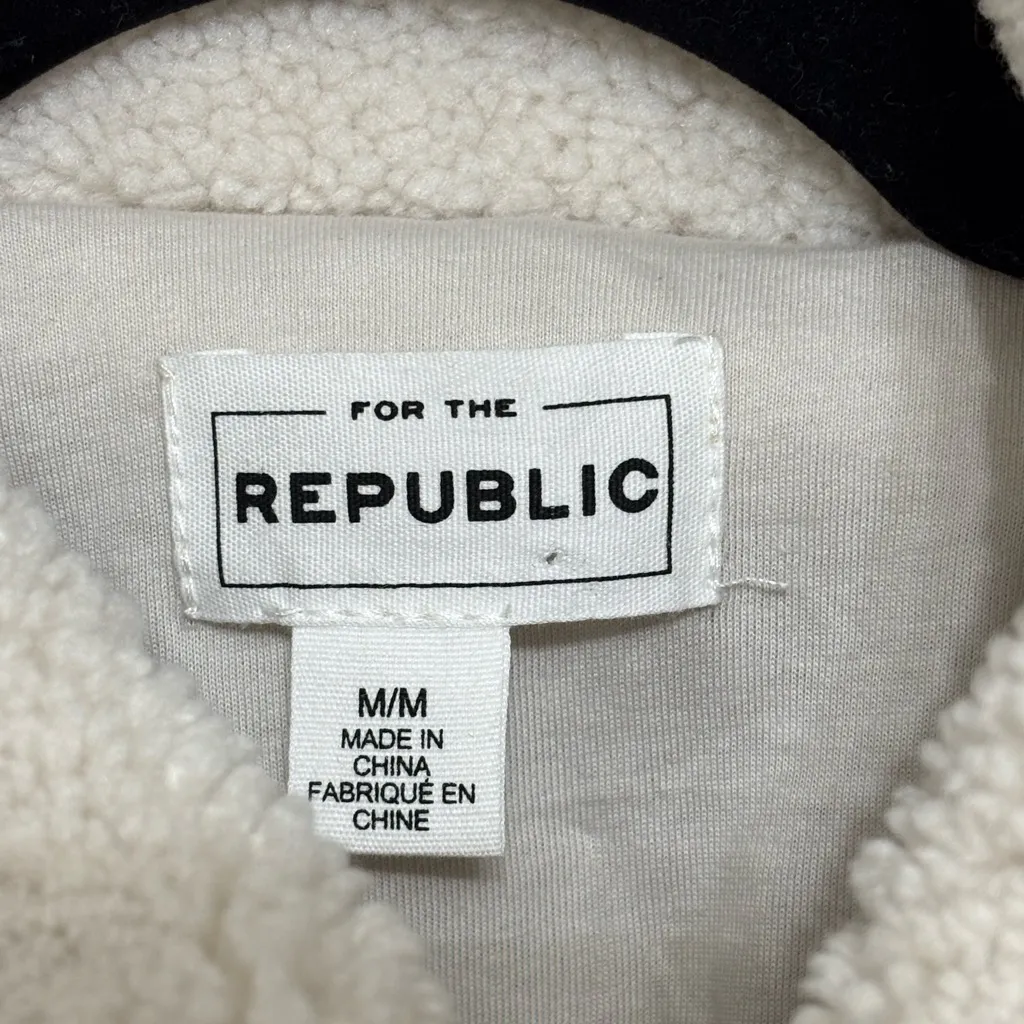 FOR THE
REPUBLIC
M/M
MADE IN
CHINA
FABRIQUÉ EN
CHINE